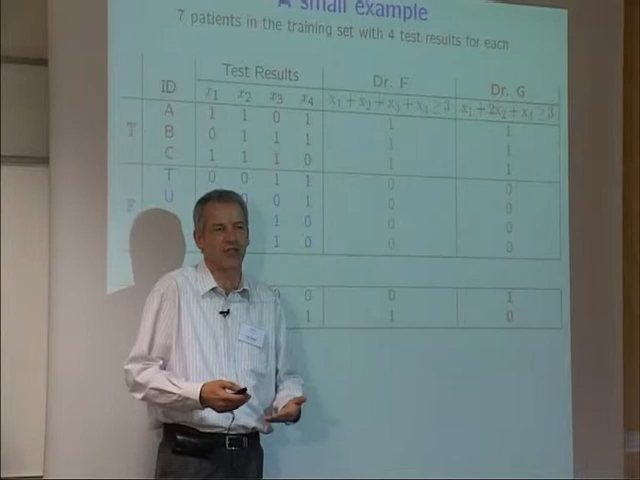 A small example
7 patients in the training set with 4 test results for each
Test Results Dr. F Dr. G
ID x1 x2 x3 x4 x1 + x2 + x3 + x4 ≥ 3 x1 + 2x2 + x3 ≥ 3
A 1 1 0 1 1 1
T B 0 1 1 1 1 1
C 1 1 1 0 1 1
T 0 0 1 1 0 0
F U 0 0 1 0 0
1 0 0 0
1 0 0 0
0 0 1
1 1 0